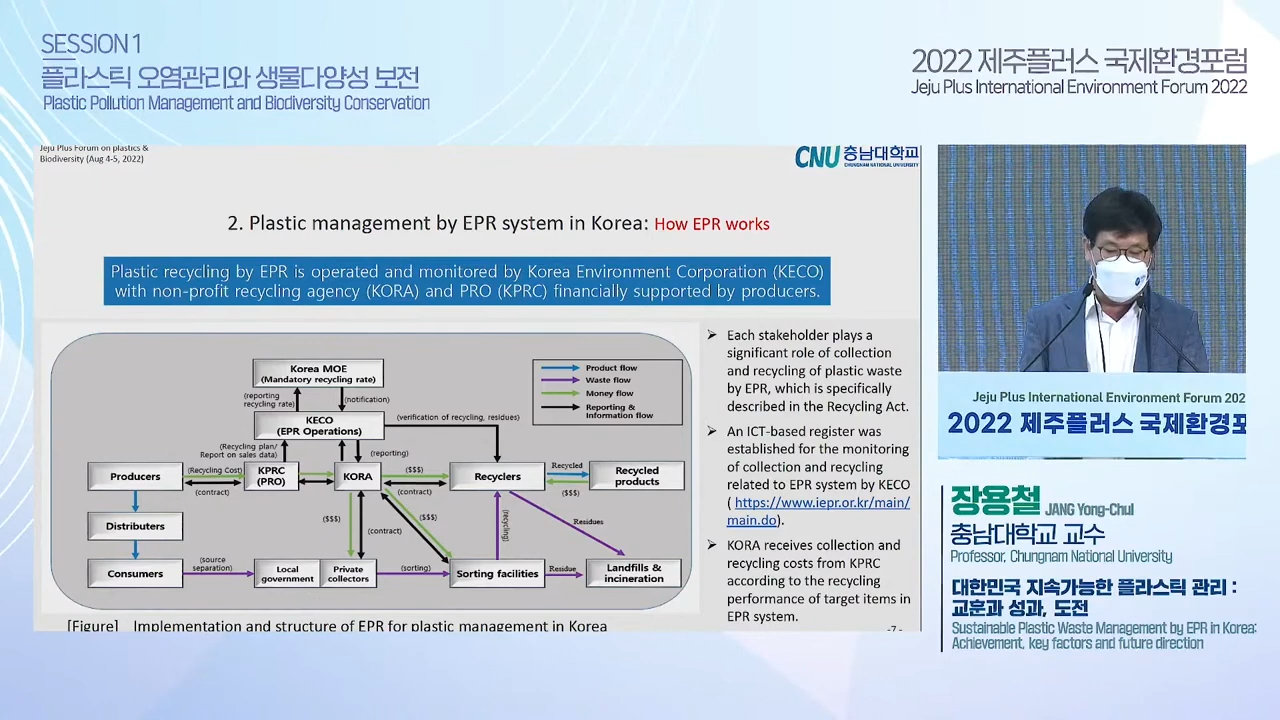 SESSION 1
플라스틱 오염관리와 생물다양성 보전
Plastic Pollution Management and Biodiversity Conservation
2022 제주플러스 국제환경포럼
Jeju Plus International Environment Forum 2022
Jeju Plus Forum on plastics &
Biodiversity (Aug 4-5, 2022)
CNU 충남대학교
CHUNGNAM NATIONAL UNIVERSITY
2. Plastic management by EPR system in Korea: How EPR works
Plastic recycling by EPR is operated and monitored by Korea Environment Corporation (KECO)
with non-profit recycling agency (KORA) and PRO (KPRC) financially supported by producers.
Korea MOE
(Mandatory recycling rate)
(reporting
recycling rate)
(notification)
KECO
(EPR Operations)
(verification of recycling, residues)
Product flow
Waste flow
Money flow
Reporting &
Information flow
(Recycling plan/
Report on sales data)
(reporting)
Producers
(Recycling Cost)
(contract)
KPRC
(PRO)
KORA
($$$)
(contract)
Recyclers
Recycled
($$$)
Recycled
products
Distributers
($$$)
(contract)
($$$)
(recycling)
Residues
Consumers
(source
separation)
Local
government
Private
collectors
(sorting)
Sorting facilities
Residue
Landfills &
incineration
[Figure] Implementation and structure of EPR for plastic management in Korea
➢ Each stakeholder plays a
significant role of collection
and recycling of plastic waste
by EPR, which is specifically
described in the Recycling Act.
➢ An ICT-based register was
established for the monitoring
of collection and recycling
related to EPR system by KECO
( https://www.iepr.or.kr/main/
main.do).
➢ KORA receives collection and
recycling costs from KPRC
according to the recycling
performance of target items in
EPR system.
-7-
Jeju Plus International Environment Forum 202
2022 제주플러스 국제환경포
장용철 JANG Yong-Chul
충남대학교 교수
Professor, Chungnam National University
대한민국 지속가능한 플라스틱 관리 :
교훈과 성과, 도전
Sustainable Plastic Waste Management by EPR in Korea:
Achievement, key factors and future direction